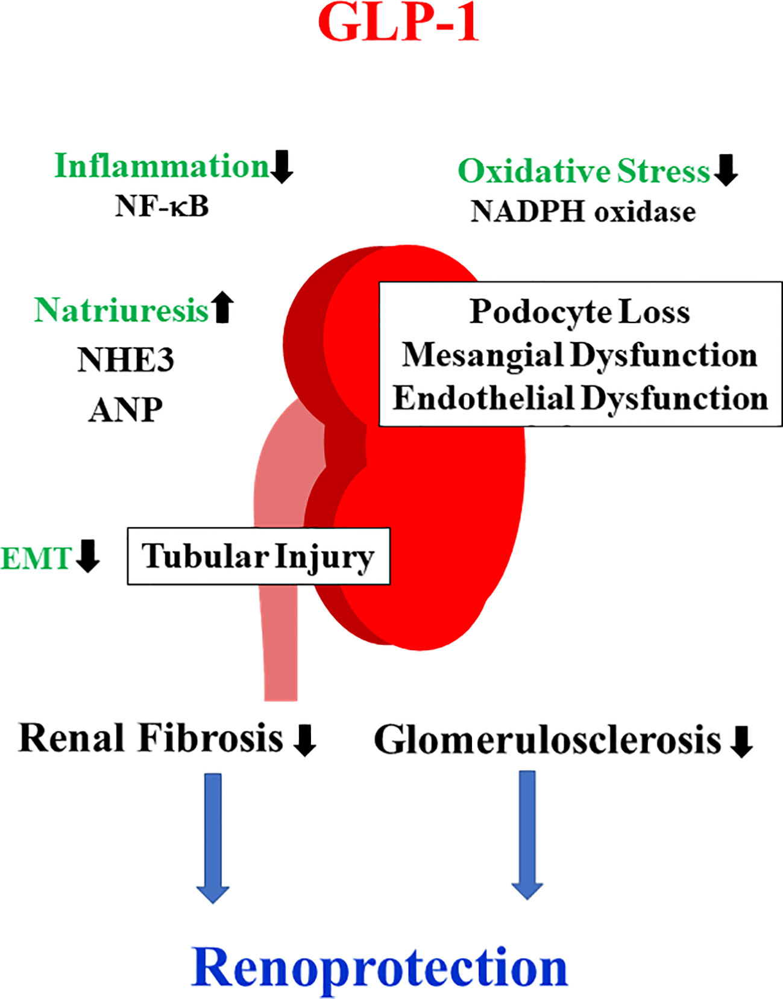 GLP-1
Inflammation
NF-κB
Oxidative Stress
NADPH oxidase
Natriuresis
NHE3
ANP
Podocyte Loss
Mesangial Dysfunction
Endothelial Dysfunction
EMT
Tubular Injury
Renal Fibrosis
Glomerulosclerosis
Renoprotection